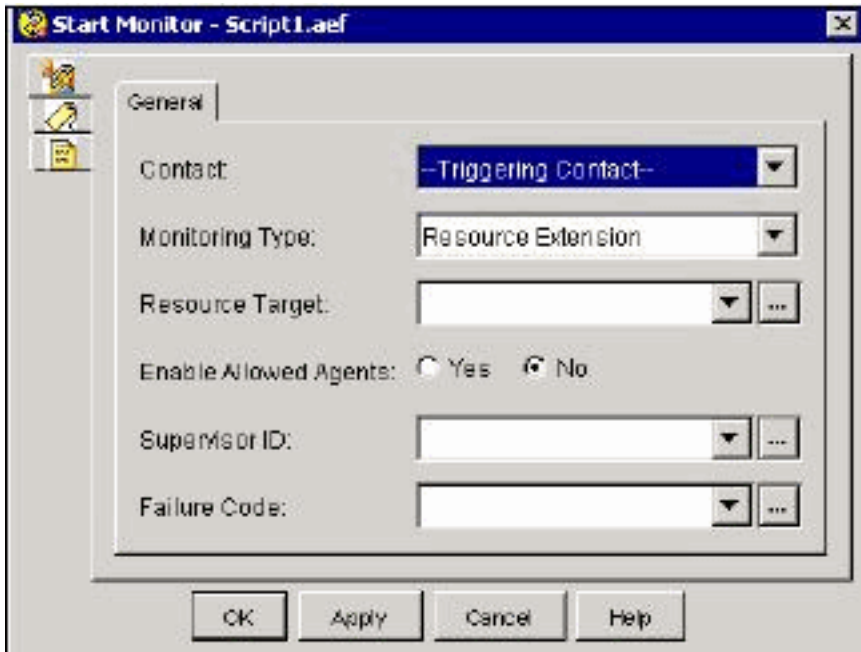 Start Monitor - Script1.aef
General
Contact: --Triggering Contact--
Monitoring Type: Resource Extension
Resource Target: ...
Enable Allowed Agents: Yes No
Supervisor ID: ...
Failure Code: ...
OK Apply Cancel Help